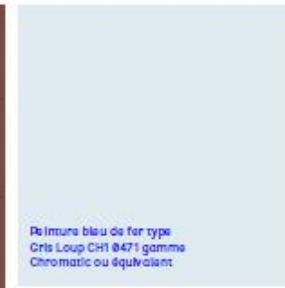 Peinture bleu de fer type
Gris Loup CH1 0471 gamme
Chromatic ou équivalent